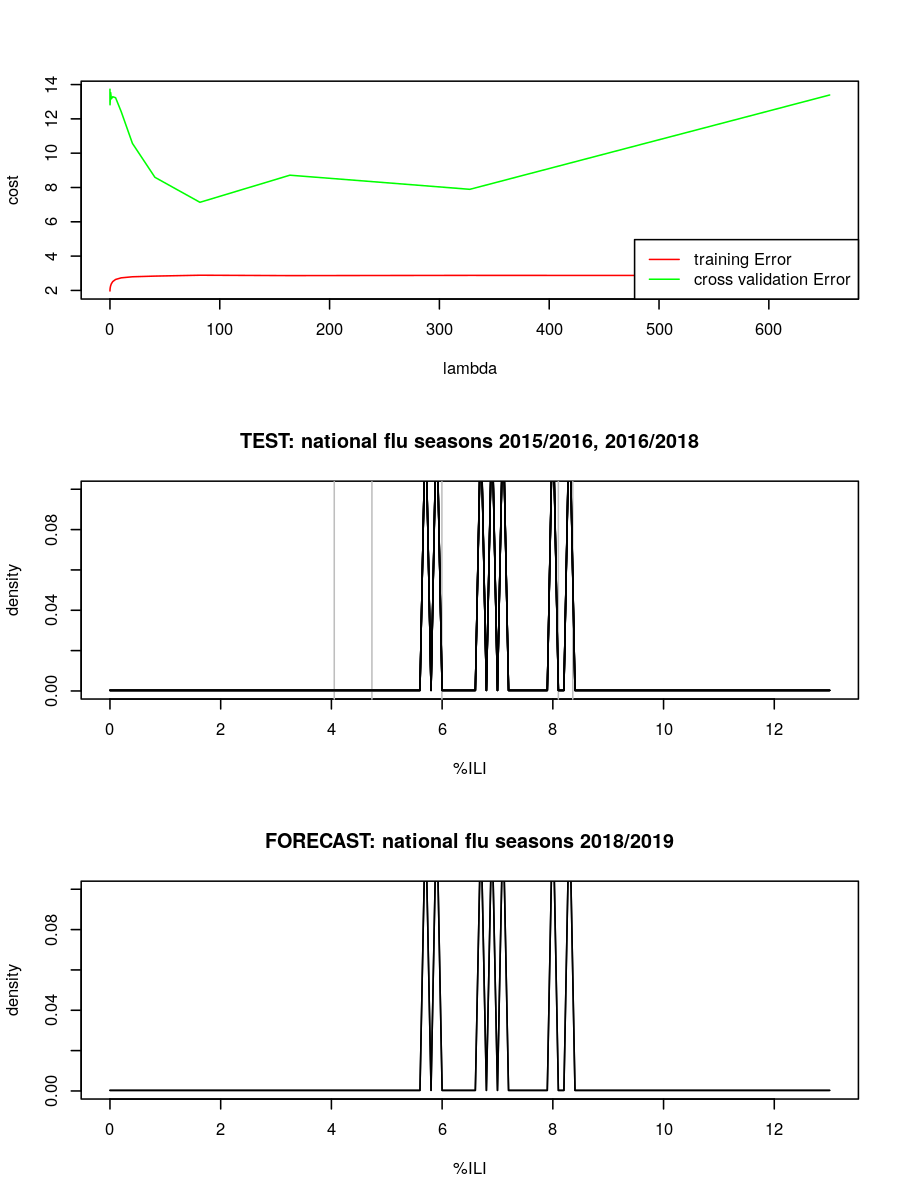 cost
14
12
10
8
6
4
2
training Error
cross validation Error
0 100 200 300 400 500 600
lambda
TEST: national flu seasons 2015/2016, 2016/2018
density
0.08
0.04
0.00
0 2 4 6 8 10 12
%ILI
FORECAST: national flu seasons 2018/2019
density
0.08
0.04
0.00
0 2 4 6 8 10 12
%ILI